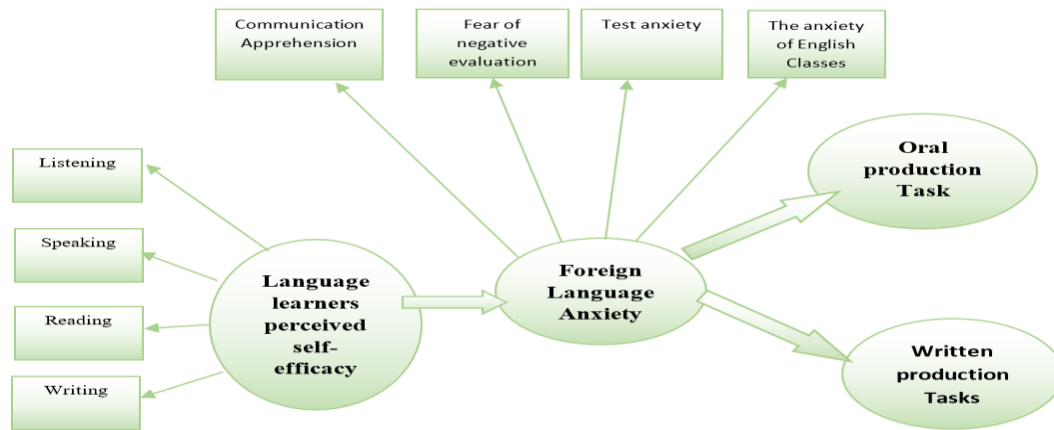 Communication
Apprehension
Fear of
negative
evaluation
Test anxiety
The anxiety
of English
Classes
Listening
Speaking
Reading
Writing
Language
learners
perceived
self-
efficacy
Foreign
Language
Anxiety
Oral
production
Task
Written
production
Tasks